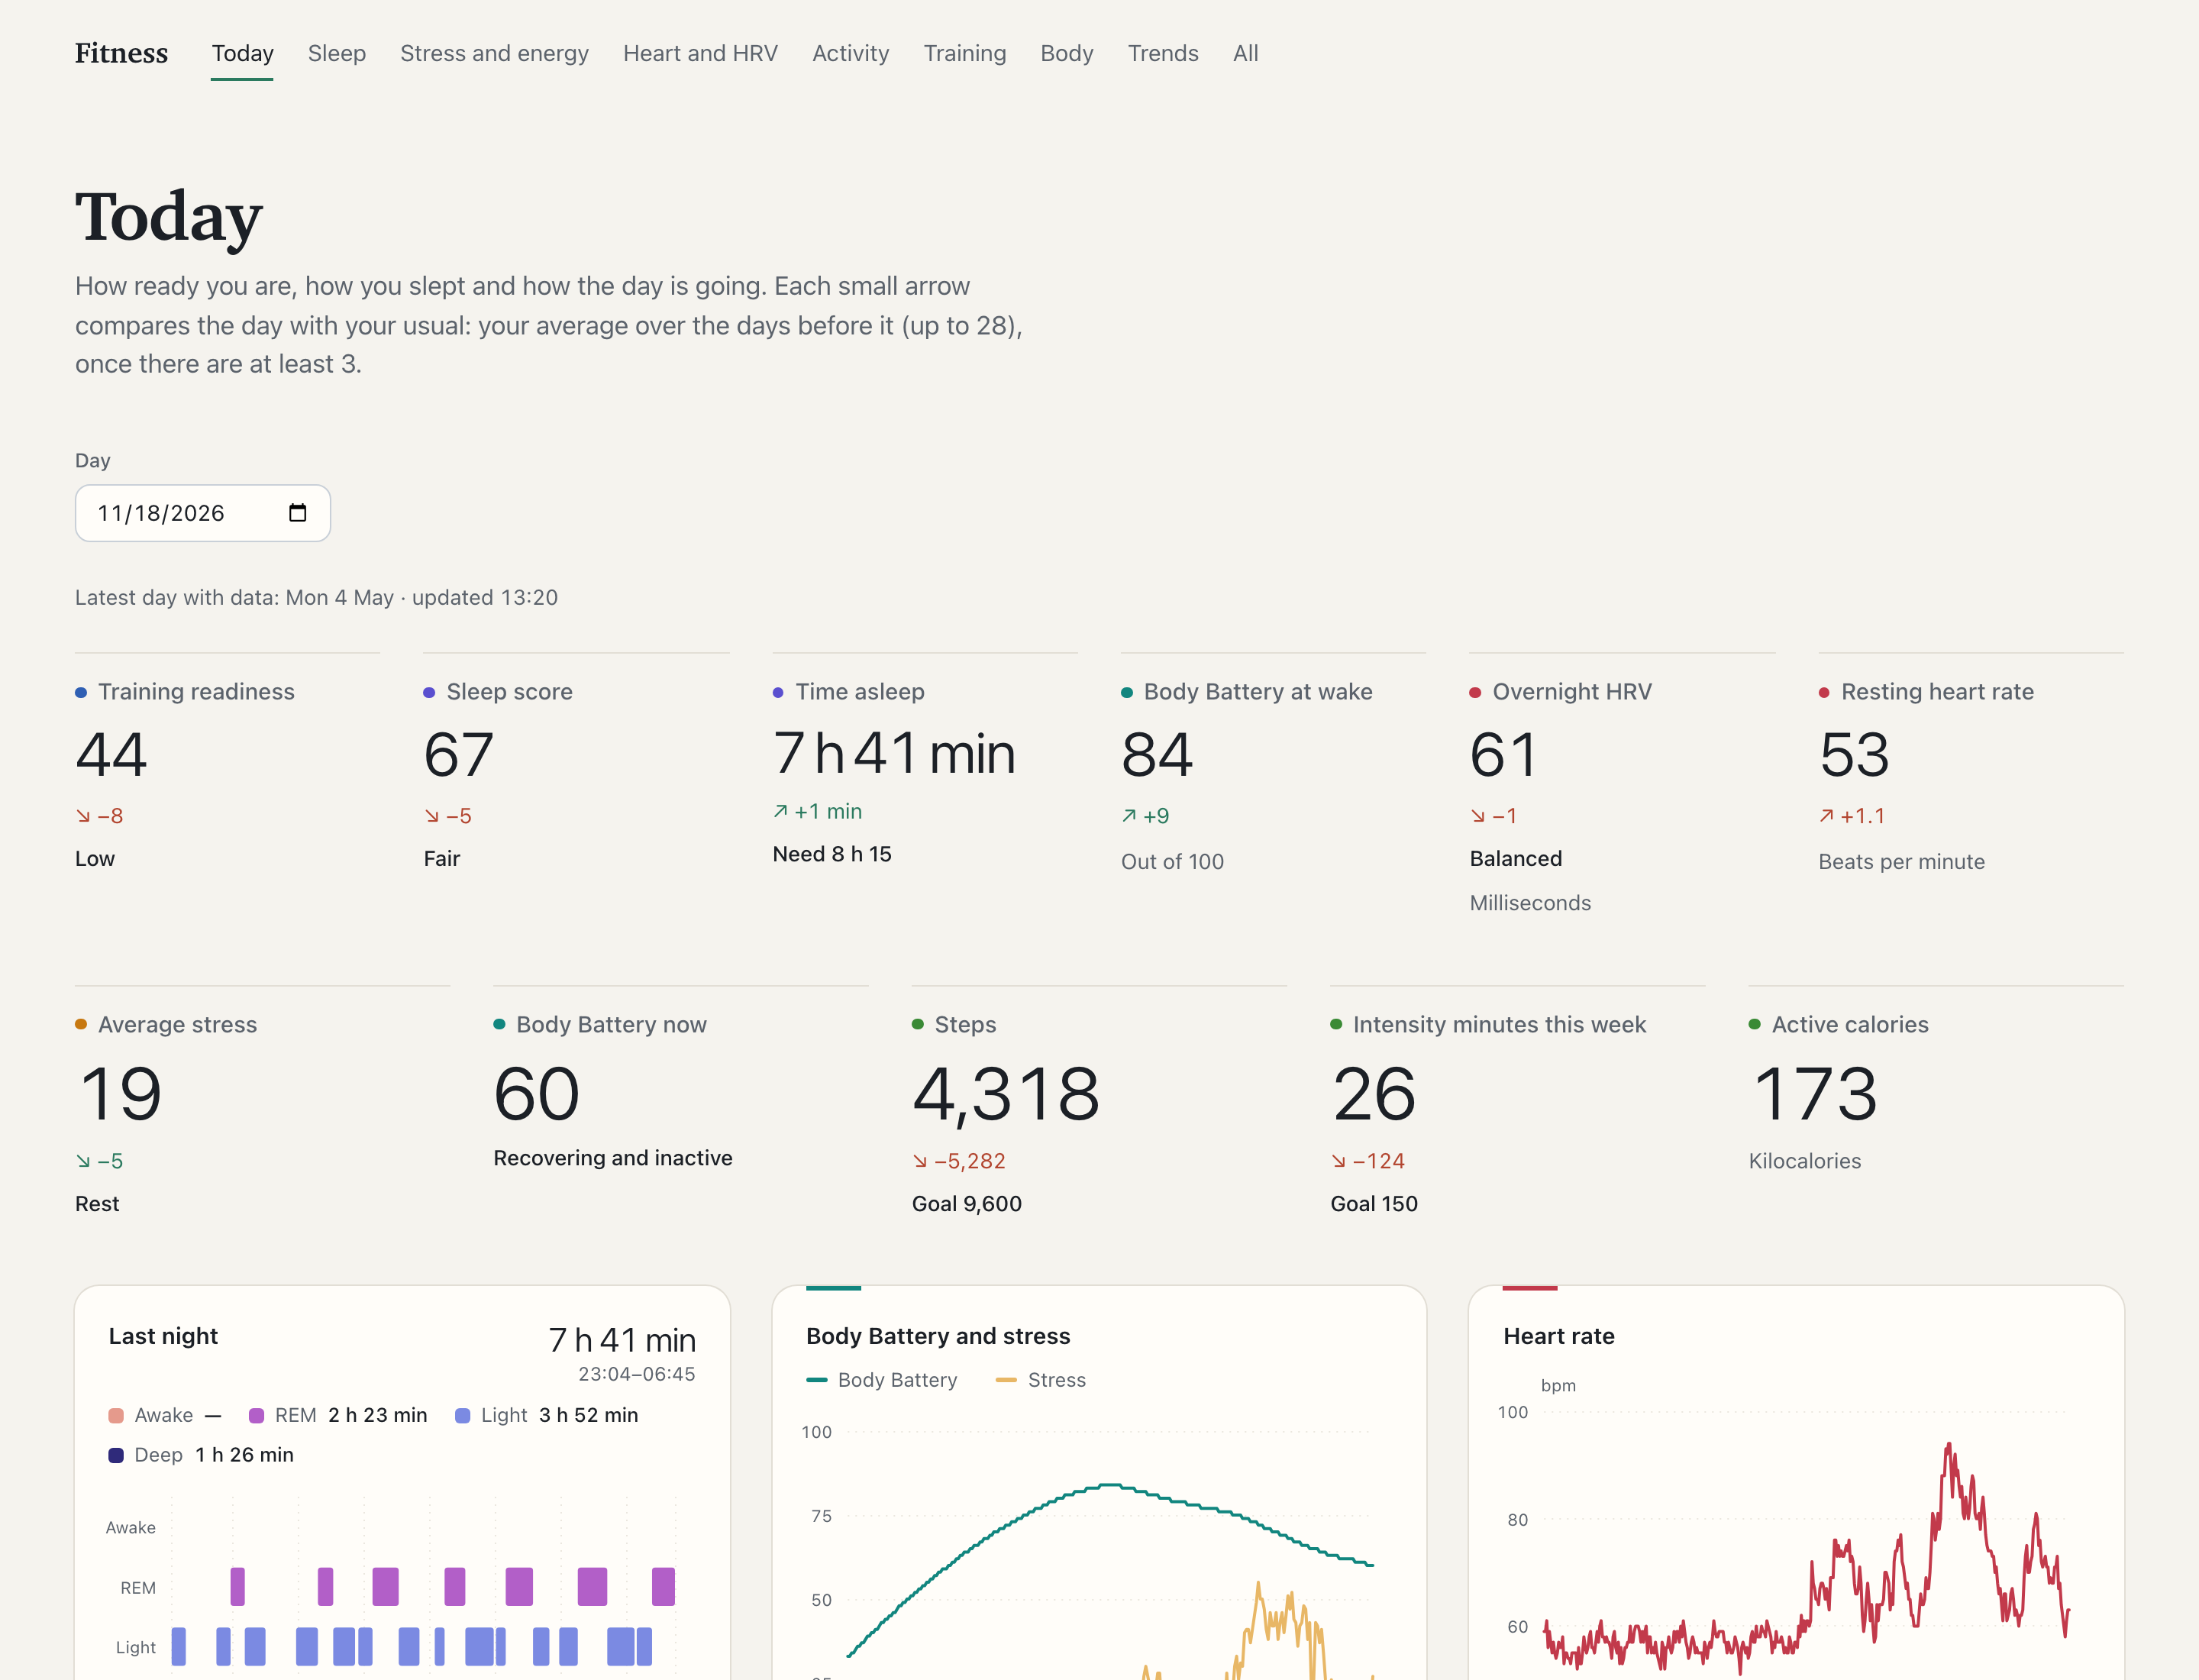 Fitness Today Sleep Stress and energy Heart and HRV Activity Training Body Trends All
Today
How ready you are, how you slept and how the day is going. Each small arrow
compares the day with your usual: your average over the days before it (up to 28),
once there are at least 3.
Day
11/18/2026
Latest day with data: Mon 4 May · updated 13:20
Training readiness
44
↘ −8
Low
Sleep score
67
↘ −5
Fair
Time asleep
7 h 41 min
↗ +1 min
Need 8 h 15
Body Battery at wake
84
↗ +9
Out of 100
Overnight HRV
61
↘ −1
Balanced
Milliseconds
Resting heart rate
53
↗ +1.1
Beats per minute
Average stress
19
↘ −5
Rest
Body Battery now
60
Recovering and inactive
Steps
4,318
↘ −5,282
Goal 9,600
Intensity minutes this week
26
↘ −124
Goal 150
Active calories
173
Kilocalories
Last night
7 h 41 min
23:04–06:45
Awake — REM 2 h 23 min Light 3 h 52 min
Deep 1 h 26 min
Awake
REM
Light
Body Battery and stress
Body Battery Stress
100
75
50
Heart rate
bpm
100
80
60